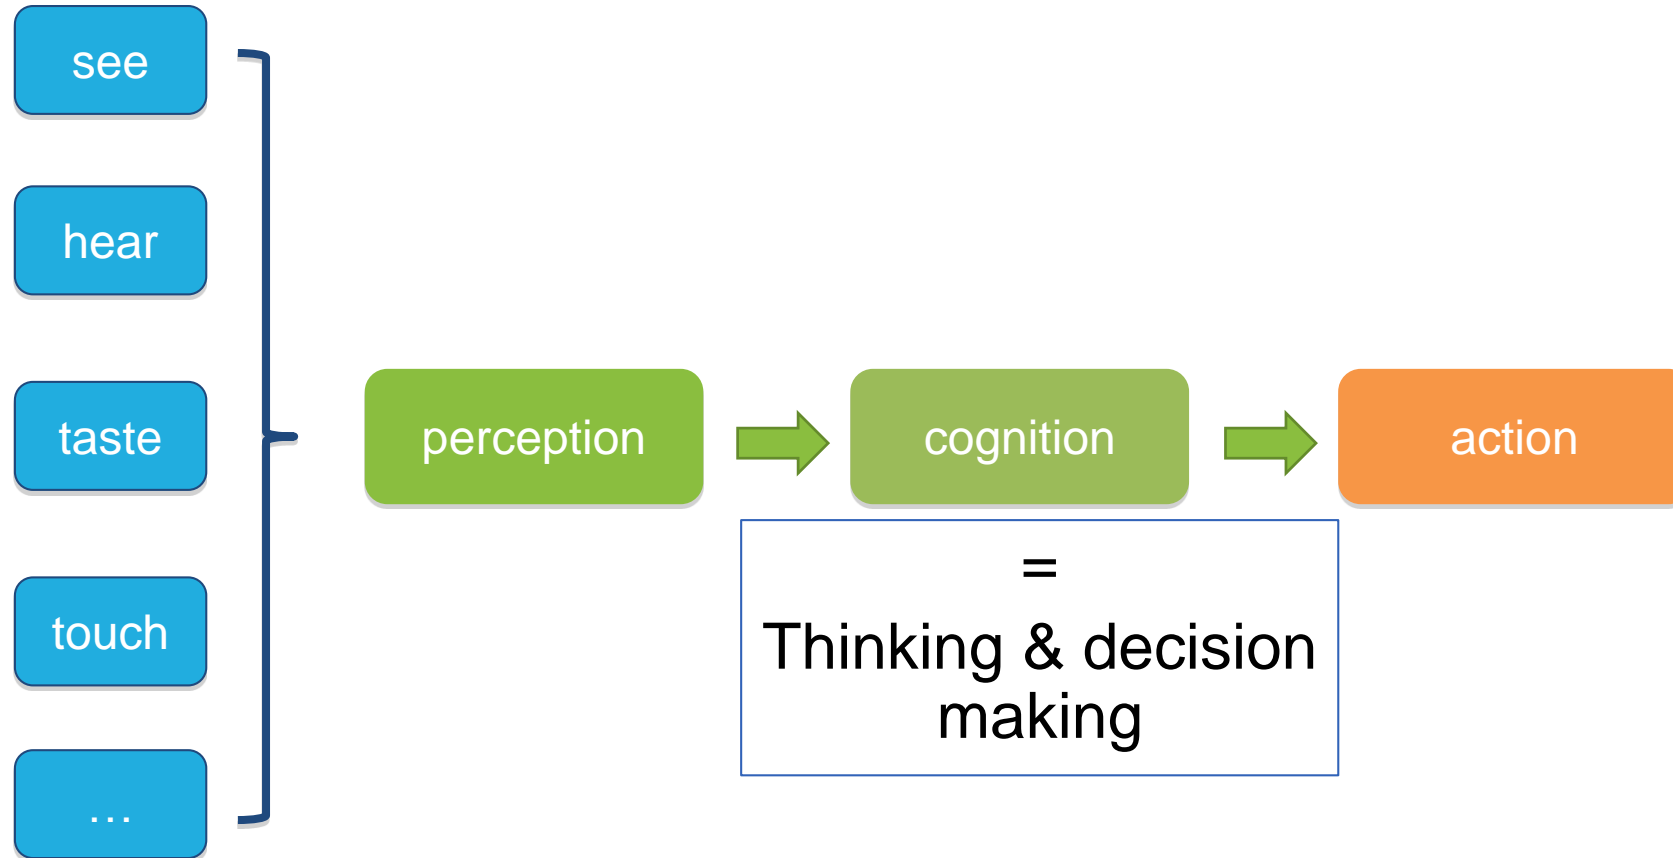 see
hear
taste
touch
…
perception
cognition
action
=
Thinking & decision
making